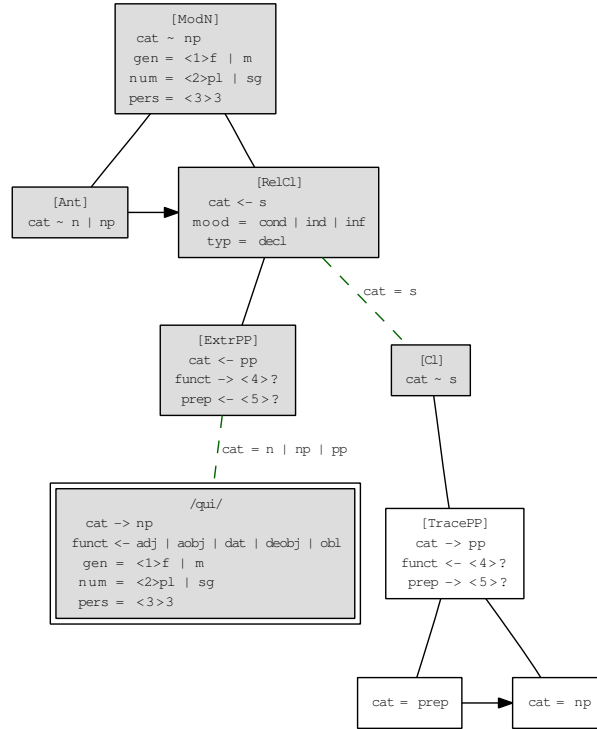 [ModN]
cat ~ np
gen = <1>f | m
num = <2>pl | sg
pers = <3>3
[Ant]
cat ~ n | np
[RelCl]
cat <- s
mood = cond | ind | inf
typ = decl
cat = s
[ExtrPP]
cat <- pp
funct -> <4>?
prep <- <5>?
[Cl]
cat ~ s
cat = n | np | pp
/qui/
cat -> np
funct <- adj | aobj | dat | deobj | obl
gen = <1>f | m
num = <2>pl | sg
pers = <3>3
[TracePP]
cat -> pp
funct <- <4>?
prep -> <5>?
cat = prep
cat = np